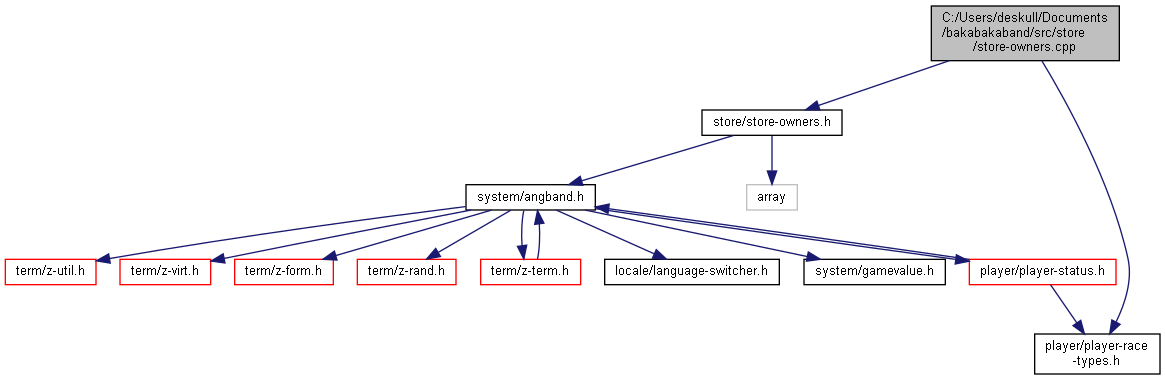 C:/Users/deskull/Documents
/bakabakaband/src/store
/store-owners.cpp
store/store-owners.h
system/angband.h
array
term/z-util.h
term/z-virt.h
term/z-form.h
term/z-rand.h
term/z-term.h
locale/language-switcher.h
system/gamevalue.h
player/player-status.h
player/player-race
-types.h